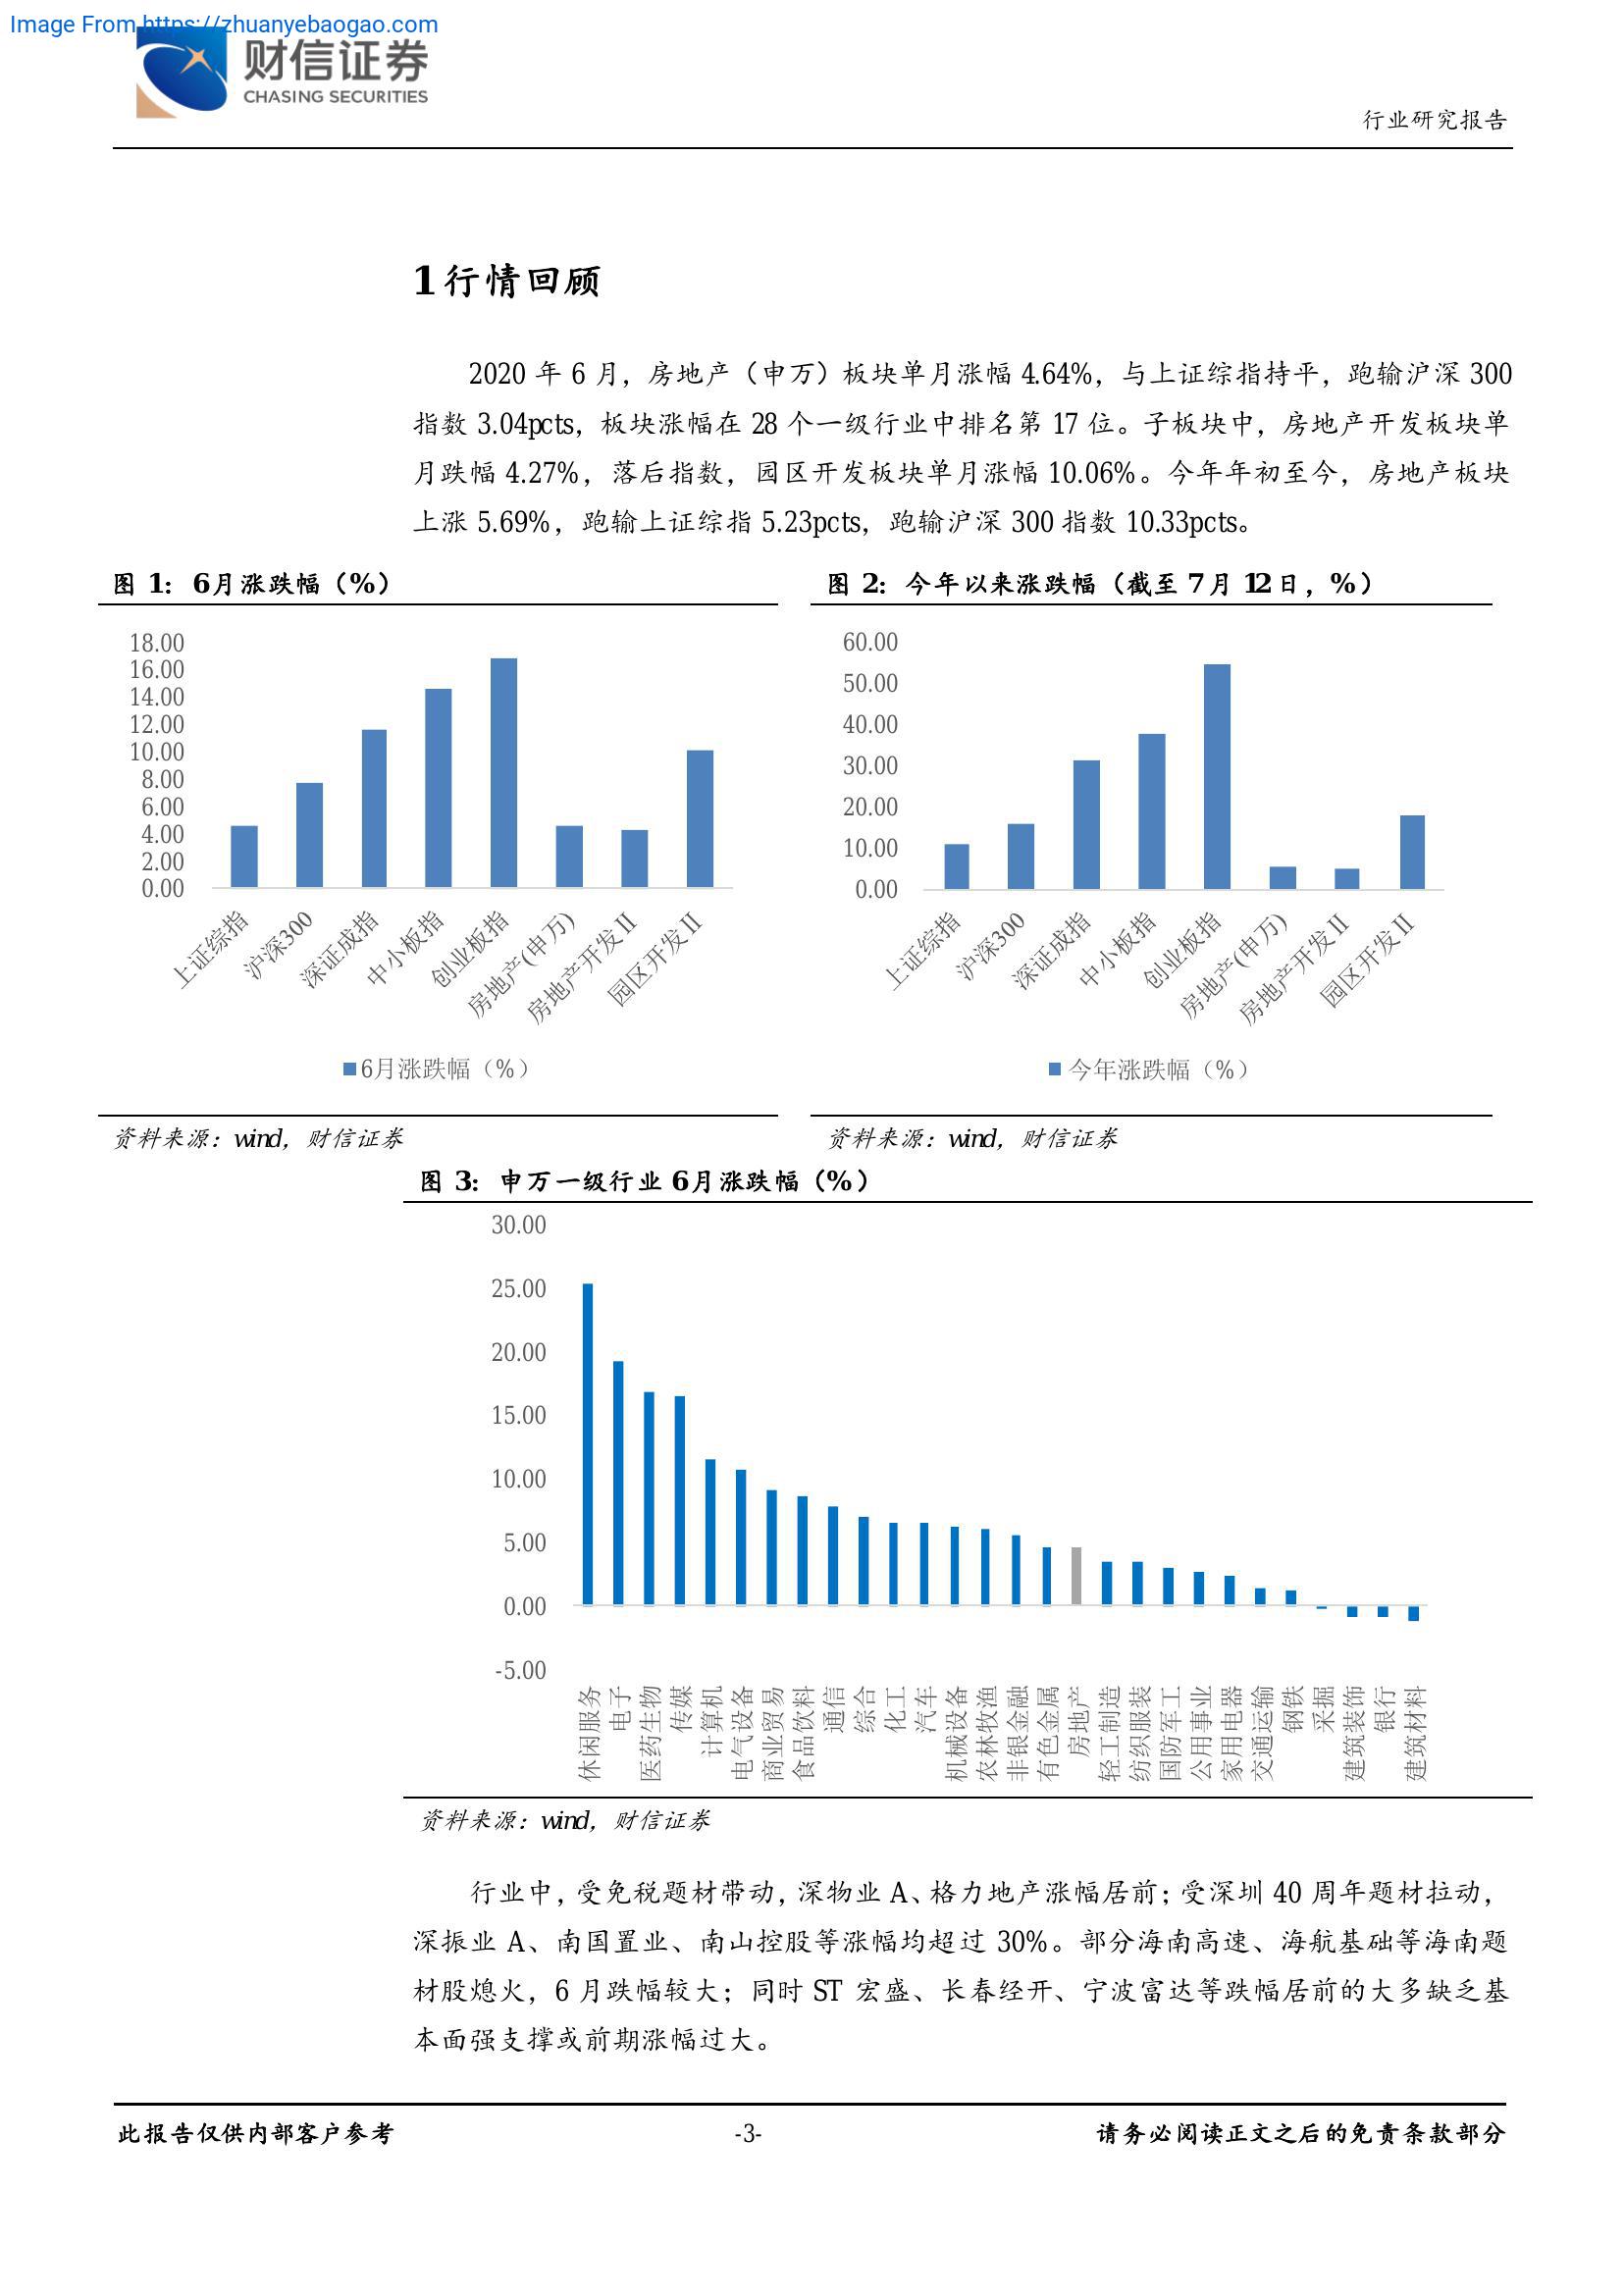 Image From https://zhuanyebaogao.com
财信证券
CHASING SECURITIES
行业研究报告
1 行情回顾
2020 年 6 月，房地产（申万）板块单月涨幅 4.64%，与上证综指持平，跑输沪深 300
指数 3.04pcts，板块涨幅在 28 个一级行业中排名第 17 位。子板块中，房地产开发板块单
月跌幅 4.27%，落后指数，园区开发板块单月涨幅 10.06%。今年年初至今，房地产板块
上涨 5.69%，跑输上证综指 5.23pcts，跑输沪深 300 指数 10.33pcts。
图 1：6月涨跌幅（%）
18.00
16.00
14.00
12.00
10.00
8.00
6.00
4.00
2.00
0.00
上证综指
沪深300
深证成指
中小板指
创业板指
房地产(申万)
房地产开发Ⅱ
园区开发Ⅱ
6月涨跌幅（%）
资料来源：wind，财信证券
图 2：今年以来涨跌幅（截至 7 月 12 日，%）
60.00
50.00
40.00
30.00
20.00
10.00
0.00
上证综指
沪深300
深证成指
中小板指
创业板指
房地产(申万)
房地产开发Ⅱ
园区开发Ⅱ
今年涨跌幅（%）
资料来源：wind，财信证券
图 3：申万一级行业 6月涨跌幅（%）
30.00
25.00
20.00
15.00
10.00
5.00
0.00
-5.00
休闲服务
电子
医药生物
传媒
计算机
电气设备
商业贸易
食品饮料
通信
综合
化工
汽车
机械设备
农林牧渔
非银金融
有色金属
房地产
轻工制造
纺织服装
国防军工
公用事业
家用电器
交通运输
钢铁
采掘
建筑装饰
银行
建筑材料
资料来源：wind，财信证券
行业中，受免税题材带动，深物业 A、格力地产涨幅居前；受深圳 40 周年题材拉动，
深振业 A、南国置业、南山控股等涨幅均超过 30%。部分海南高速、海航基础等海南题
材股熄火，6 月跌幅较大；同时 ST 宏盛、长春经开、宁波富达等跌幅居前的大多缺乏基
本面强支撑或前期涨幅过大。
此报告仅供内部客户参考
-3-
请务必阅读正文之后的免责条款部分